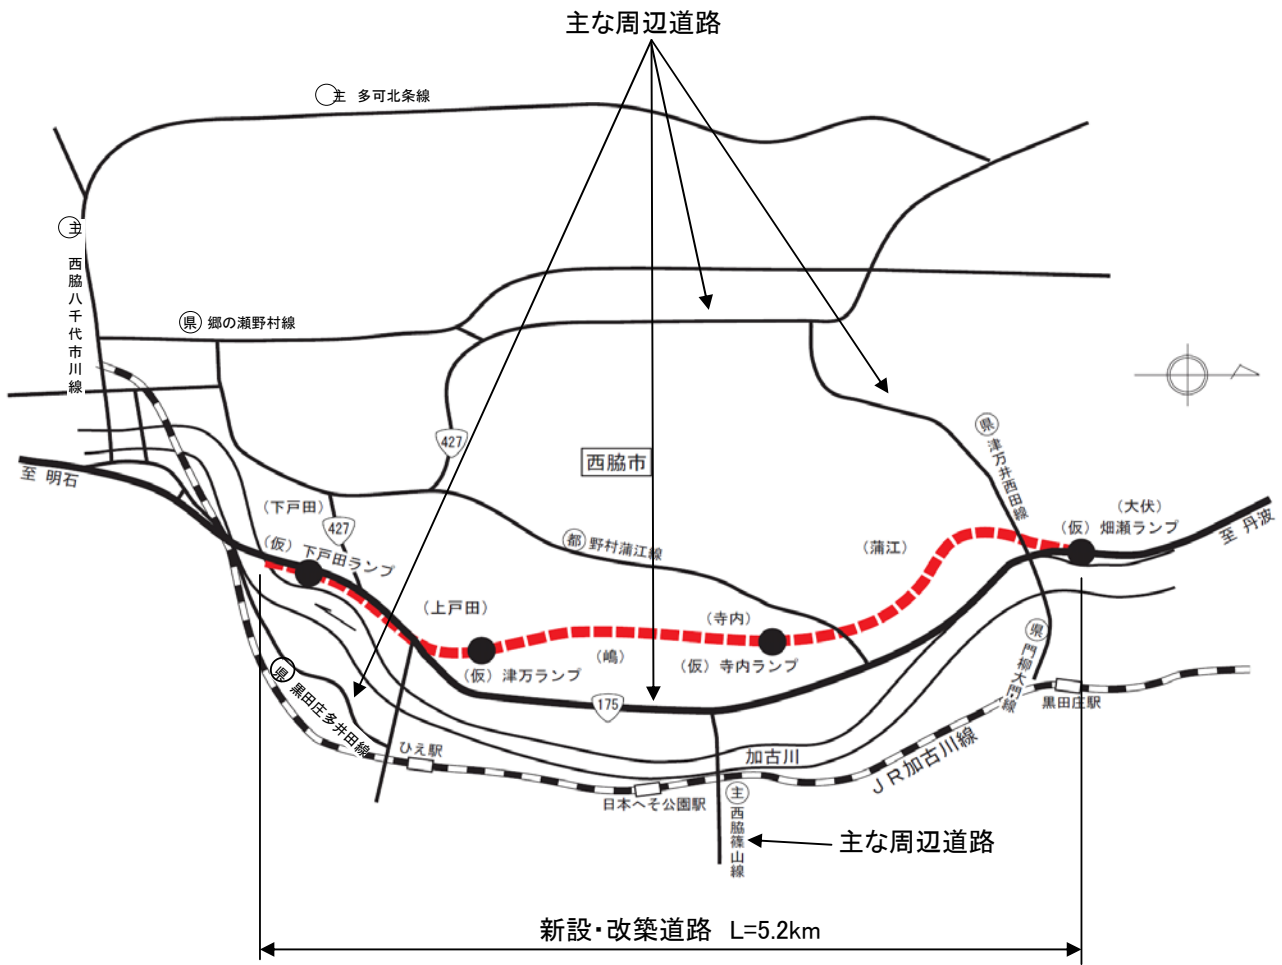 主な周辺道路
主 多可北条線
主 西脇八千代市川線
県 郷の瀬野村線
427
西脇市
県 津万井西田線
至 明石
(下戸田)
427
(仮) 下戸田ランプ
都 野村蒲江線
(蒲江)
(大伏)
(仮) 畑瀬ランプ
至 丹波
(上戸田)
(寺内)
(嶋)
(仮) 津万ランプ
(仮) 寺内ランプ
県 門柳大門線
県 黒田庄多井田線
175
黒田庄駅
ひえ駅
加古川
JR加古川線
日本へそ公園駅
主 西脇篠山線
主な周辺道路
新設・改築道路 L=5.2km